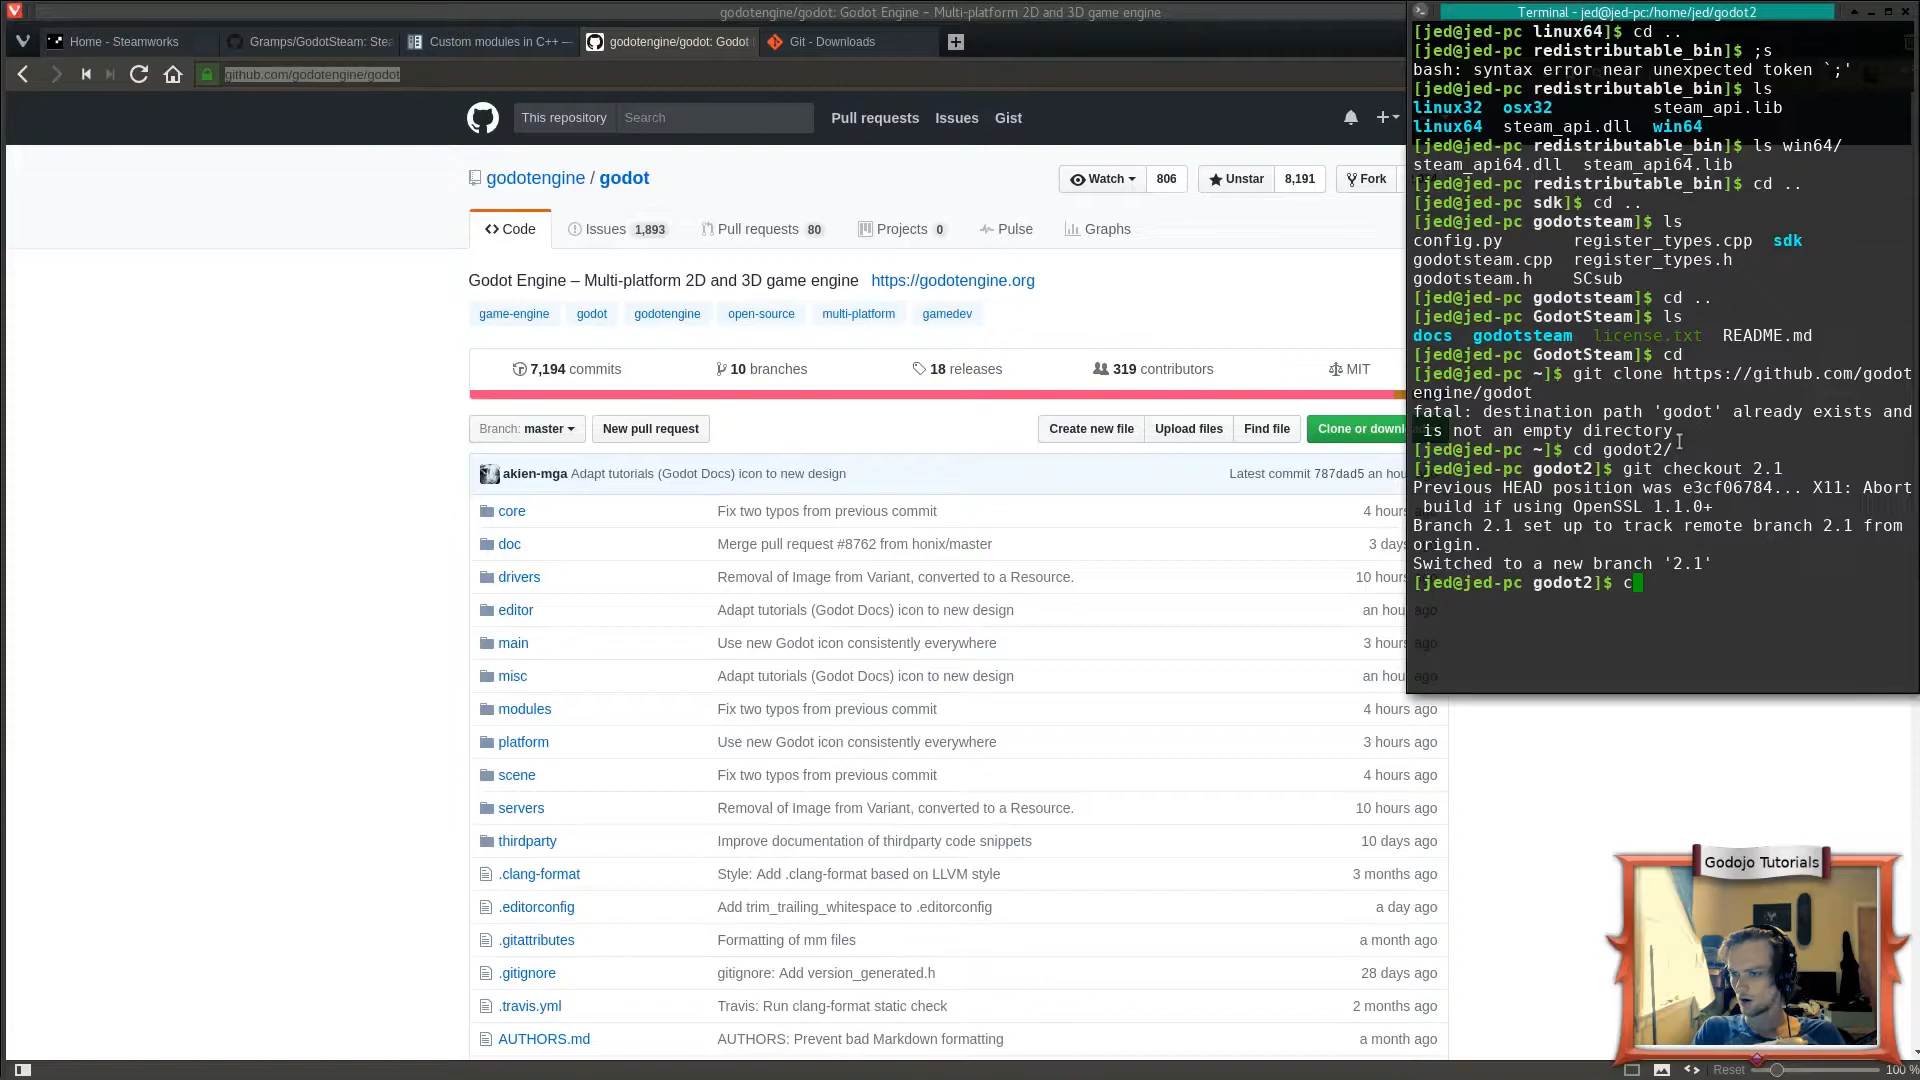 godotengine/godot: Godot Engine – Multi-platform 2D and 3D game engine
Home - Steamworks
Gramps/GodotSteam: Stea
Custom modules in C++ —
godotengine/godot: Godot
Git - Downloads
github.com/godotengine/godot
This repository
Search
Pull requests
Issues
Gist
godotengine / godot
Watch
806
Unstar
8,191
Fork
Code
Issues 1,893
Pull requests 80
Projects 0
Pulse
Graphs
Godot Engine – Multi-platform 2D and 3D game engine https://godotengine.org
game-engine
godot
godotengine
open-source
multi-platform
gamedev
7,194 commits
10 branches
18 releases
319 contributors
MIT
Branch: master
New pull request
Create new file
Upload files
Find file
Clone or downlo
akien-mga Adapt tutorials (Godot Docs) icon to new design
Latest commit 787dad5 an hou
core Fix two typos from previous commit 4 hours ago
doc Merge pull request #8762 from honix/master 3 days
drivers Removal of Image from Variant, converted to a Resource. 10 hours ago
editor Adapt tutorials (Godot Docs) icon to new design an hour ago
main Use new Godot icon consistently everywhere 3 hours ago
misc Adapt tutorials (Godot Docs) icon to new design an hour ago
modules Fix two typos from previous commit 4 hours ago
platform Use new Godot icon consistently everywhere 3 hours ago
scene Fix two typos from previous commit 4 hours ago
servers Removal of Image from Variant, converted to a Resource. 10 hours ago
thirdparty Improve documentation of thirdparty code snippets 10 days ago
.clang-format Style: Add .clang-format based on LLVM style 3 months ago
.editorconfig Add trim_trailing_whitespace to .editorconfig a day ago
.gitattributes Formatting of mm files a month ago
.gitignore gitignore: Add version_generated.h 28 days ago
.travis.yml Travis: Run clang-format static check 2 months ago
AUTHORS.md AUTHORS: Prevent bad Markdown formatting a month ago
Terminal - jed@jed-pc:/home/jed/godot2
[jed@jed-pc linux64]$ cd ..
[jed@jed-pc redistributable_bin]$ ;s
bash: syntax error near unexpected token `;'
[jed@jed-pc redistributable_bin]$ ls
linux32 osx32 steam_api.lib
linux64 steam_api.dll win64
[jed@jed-pc redistributable_bin]$ ls win64/
steam_api64.dll steam_api64.lib
[jed@jed-pc redistributable_bin]$ cd ..
[jed@jed-pc sdk]$ cd ..
[jed@jed-pc godotsteam]$ ls
config.py register_types.cpp sdk
godotsteam.cpp register_types.h
godotsteam.h SCsub
[jed@jed-pc godotsteam]$ cd ..
[jed@jed-pc GodotSteam]$ ls
docs godotsteam license.txt README.md
[jed@jed-pc GodotSteam]$ cd
[jed@jed-pc ~]$ git clone https://github.com/godot
engine/godot
fatal: destination path 'godot' already exists and
is not an empty directory.
[jed@jed-pc ~]$ cd godot2/
[jed@jed-pc godot2]$ git checkout 2.1
Previous HEAD position was e3cf06784... X11: Abort
build if using OpenSSL 1.1.0+
Branch 2.1 set up to track remote branch 2.1 from
origin.
Switched to a new branch '2.1'
[jed@jed-pc godot2]$ c
Godojo Tutorials
Reset
100 %